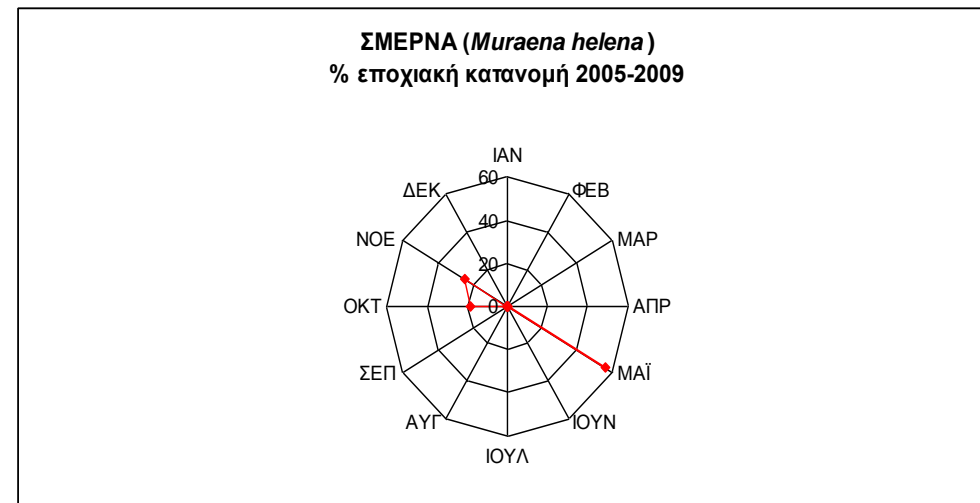 ΣΜΕΡΝΑ (Muraena helena)
% εποχιακή κατανομή 2005-2009
ΙΑΝ
60
ΔΕΚ
ΦΕΒ
40
ΝΟΕ
ΜΑΡ
20
ΟΚΤ
0
ΑΠΡ
ΣΕΠ
ΜΑΪ
ΑΥΓ
ΙΟΥΝ
ΙΟΥΛ